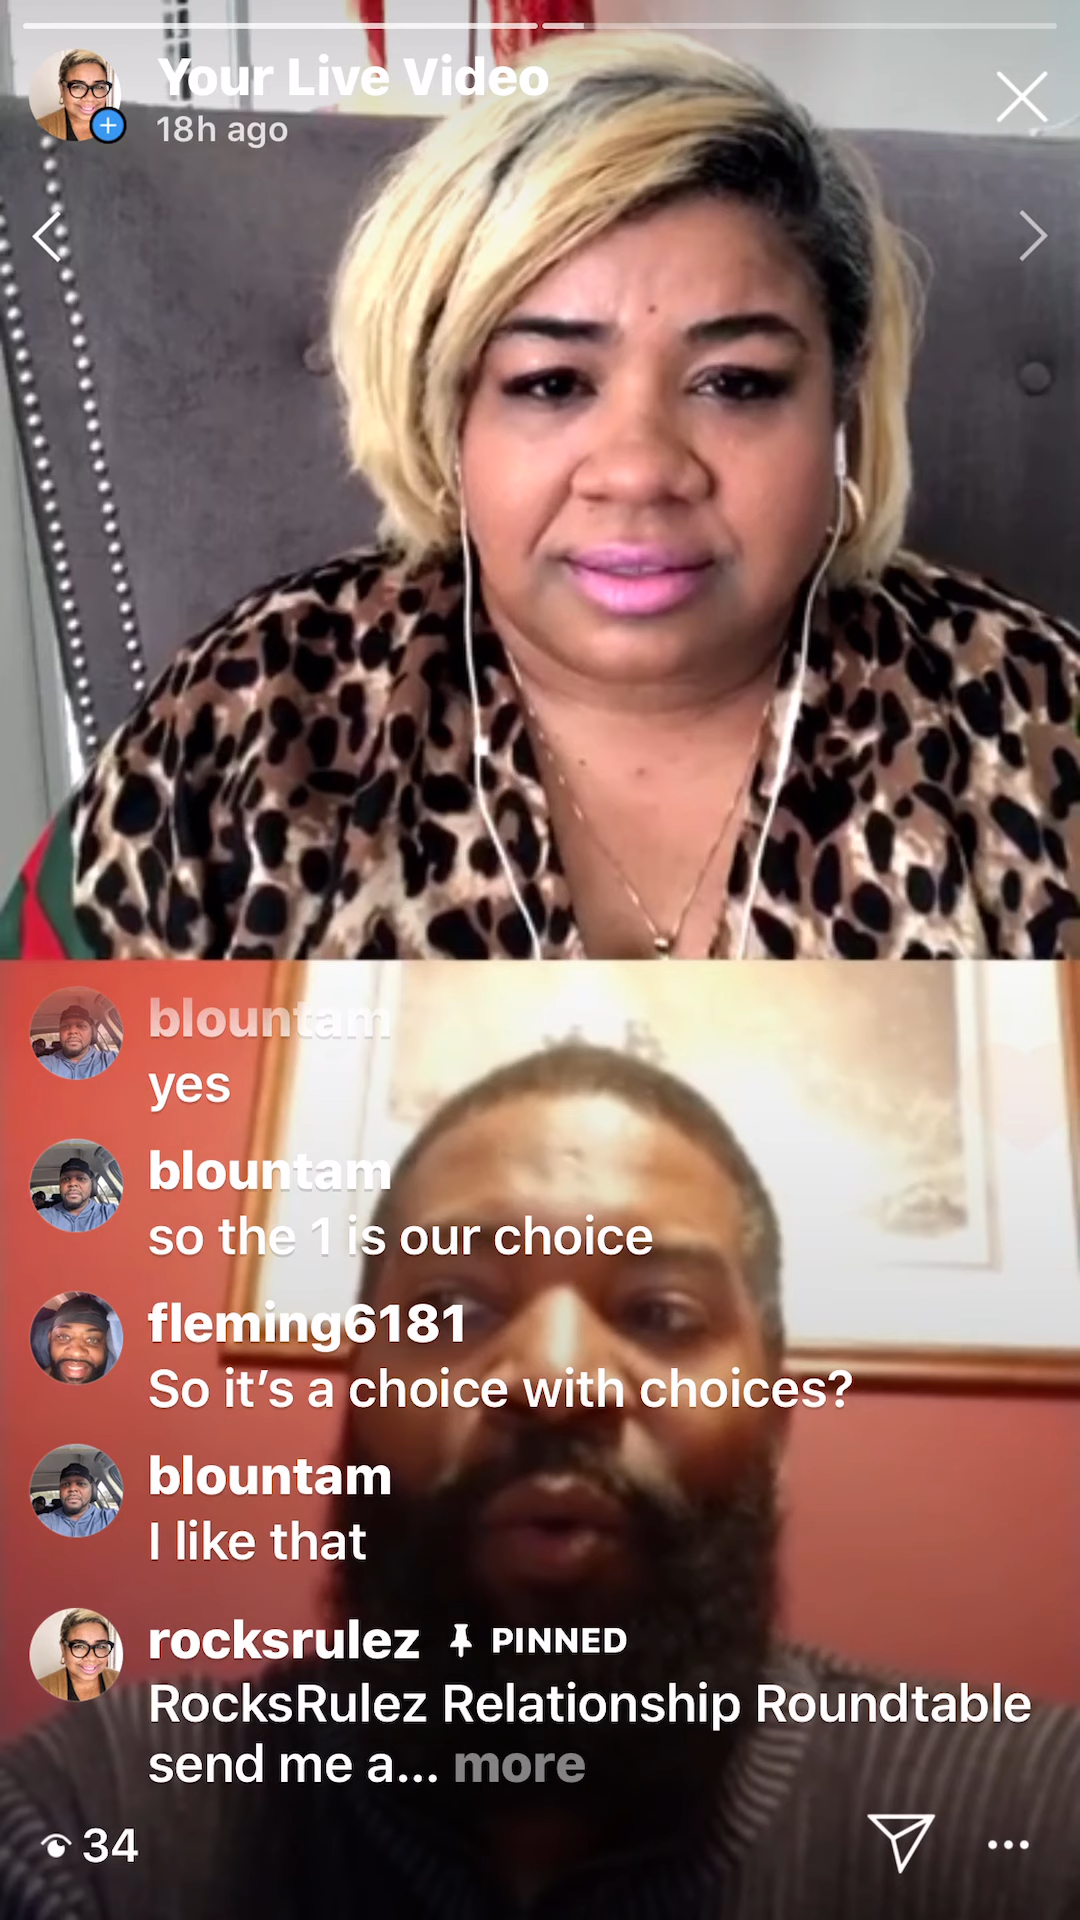 Your Live Video
18h ago
blountam
yes
blountam
so the 1 is our choice
fleming6181
So it’s a choice with choices?
blountam
I like that
rocksrulez PINNED
RocksRulez Relationship Roundtable
send me a... more
34